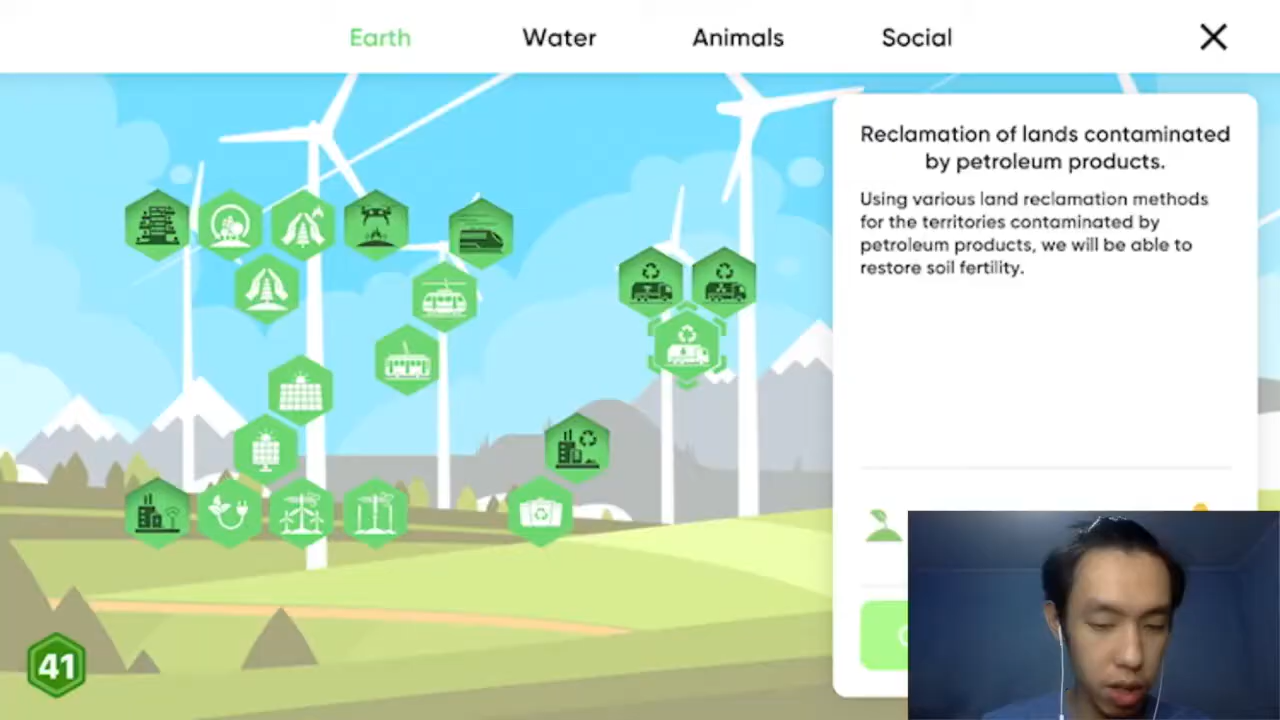 Earth
Water
Animals
Social
Reclamation of lands contaminated
by petroleum products.
Using various land reclamation methods
for the territories contaminated by
petroleum products, we will be able to
restore soil fertility.
41